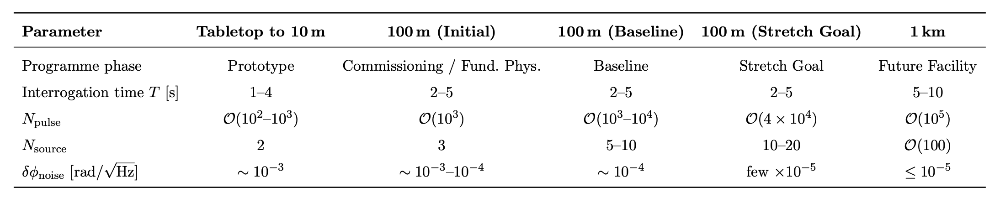 Parameter Tabletop to 10 m 100 m (Initial) 100 m (Baseline) 100 m (Stretch Goal) 1 km
Programme phase Prototype Commissioning / Fund. Phys. Baseline Stretch Goal Future Facility
Interrogation time T [s] 1–4 2–5 2–5 2–5 5–10
N_pulse 𝒪(10²–10³) 𝒪(10³) 𝒪(10³–10⁴) 𝒪(4 × 10⁴) 𝒪(10⁵)
N_source 2 3 5–10 10–20 𝒪(100)
δϕ_noise [rad/√Hz] ∼ 10⁻³ ∼ 10⁻³–10⁻⁴ ∼ 10⁻⁴ few ×10⁻⁵ ≤ 10⁻⁵